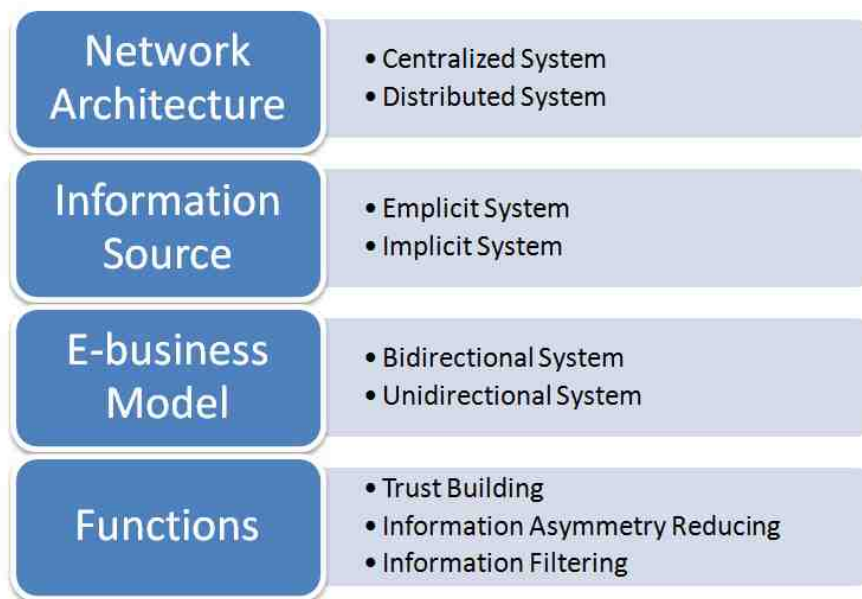 Network
Architecture
• Centralized System
• Distributed System
Information
Source
• Emplicit System
• Implicit System
E-business
Model
• Bidirectional System
• Unidirectional System
Functions
• Trust Building
• Information Asymmetry Reducing
• Information Filtering